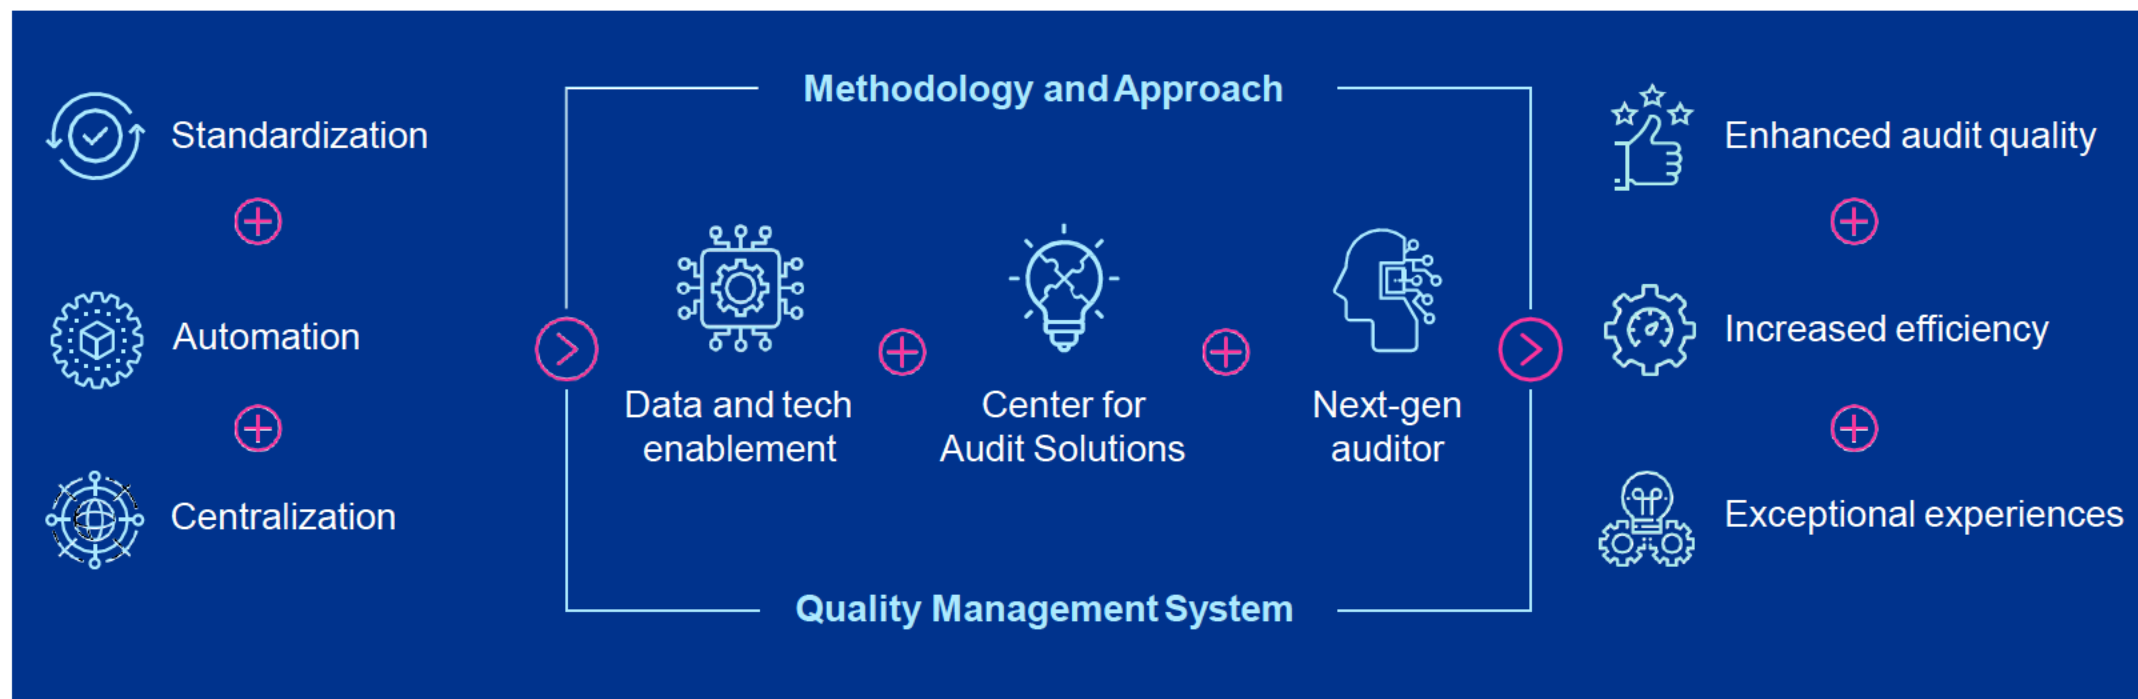 Standardization
Automation
Centralization
Methodology and Approach
Data and tech
enablement
Center for
Audit Solutions
Next-gen
auditor
Quality Management System
Enhanced audit quality
Increased efficiency
Exceptional experiences